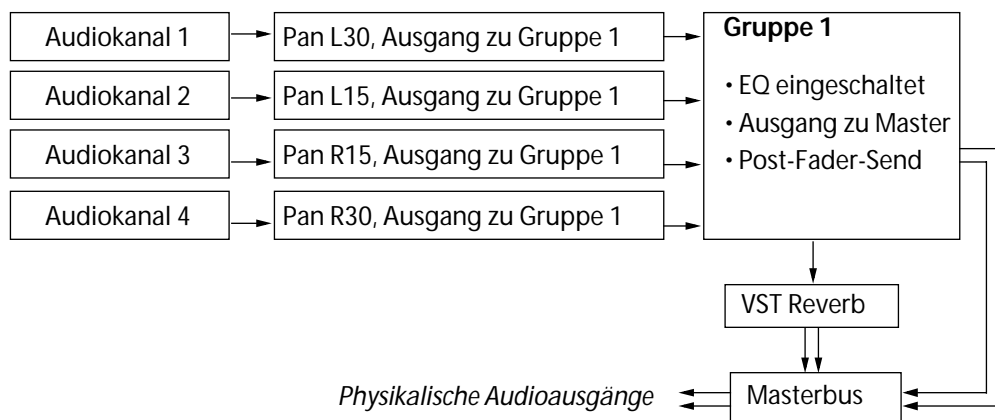 Audiokanal 1
Pan L30, Ausgang zu Gruppe 1
Audiokanal 2
Pan L15, Ausgang zu Gruppe 1
Audiokanal 3
Pan R15, Ausgang zu Gruppe 1
Audiokanal 4
Pan R30, Ausgang zu Gruppe 1
Gruppe 1
• EQ eingeschaltet
• Ausgang zu Master
• Post-Fader-Send
VST Reverb
Masterbus
Physikalische Audioausgänge